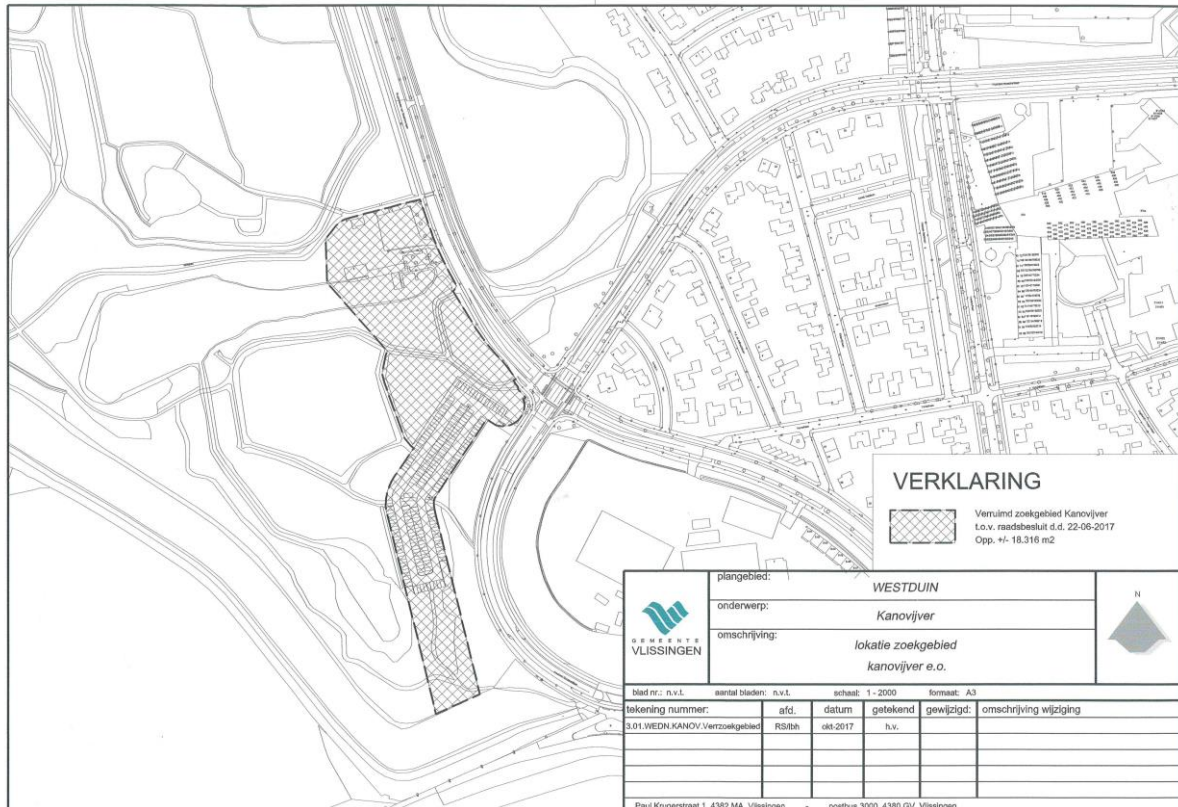 VERKLARING
Verruimd zoekgebied Kanovijver
t.o.v. raadsbesluit d.d. 22-06-2017
Opp. +/- 18.316 m2
GEMEENTE
VLISSINGEN
plangebied:
WESTDUIN
onderwerp:
Kanovijver
omschrijving:
lokatie zoekgebied
kanovijver e.o.
N
blad nr.: n.v.t. aantal bladen: n.v.t. schaal: 1 - 2000 formaat: A3
tekening nummer: afd. datum getekend gewijzigd: omschrijving wijziging
3.01.WEDN.KANOV.Verrzoekgebied RS/Ibh okt-2017 h.v.
Paul Krugerstraat 1, 4382 MA Vlissingen - postbus 3000, 4380 GV Vlissingen